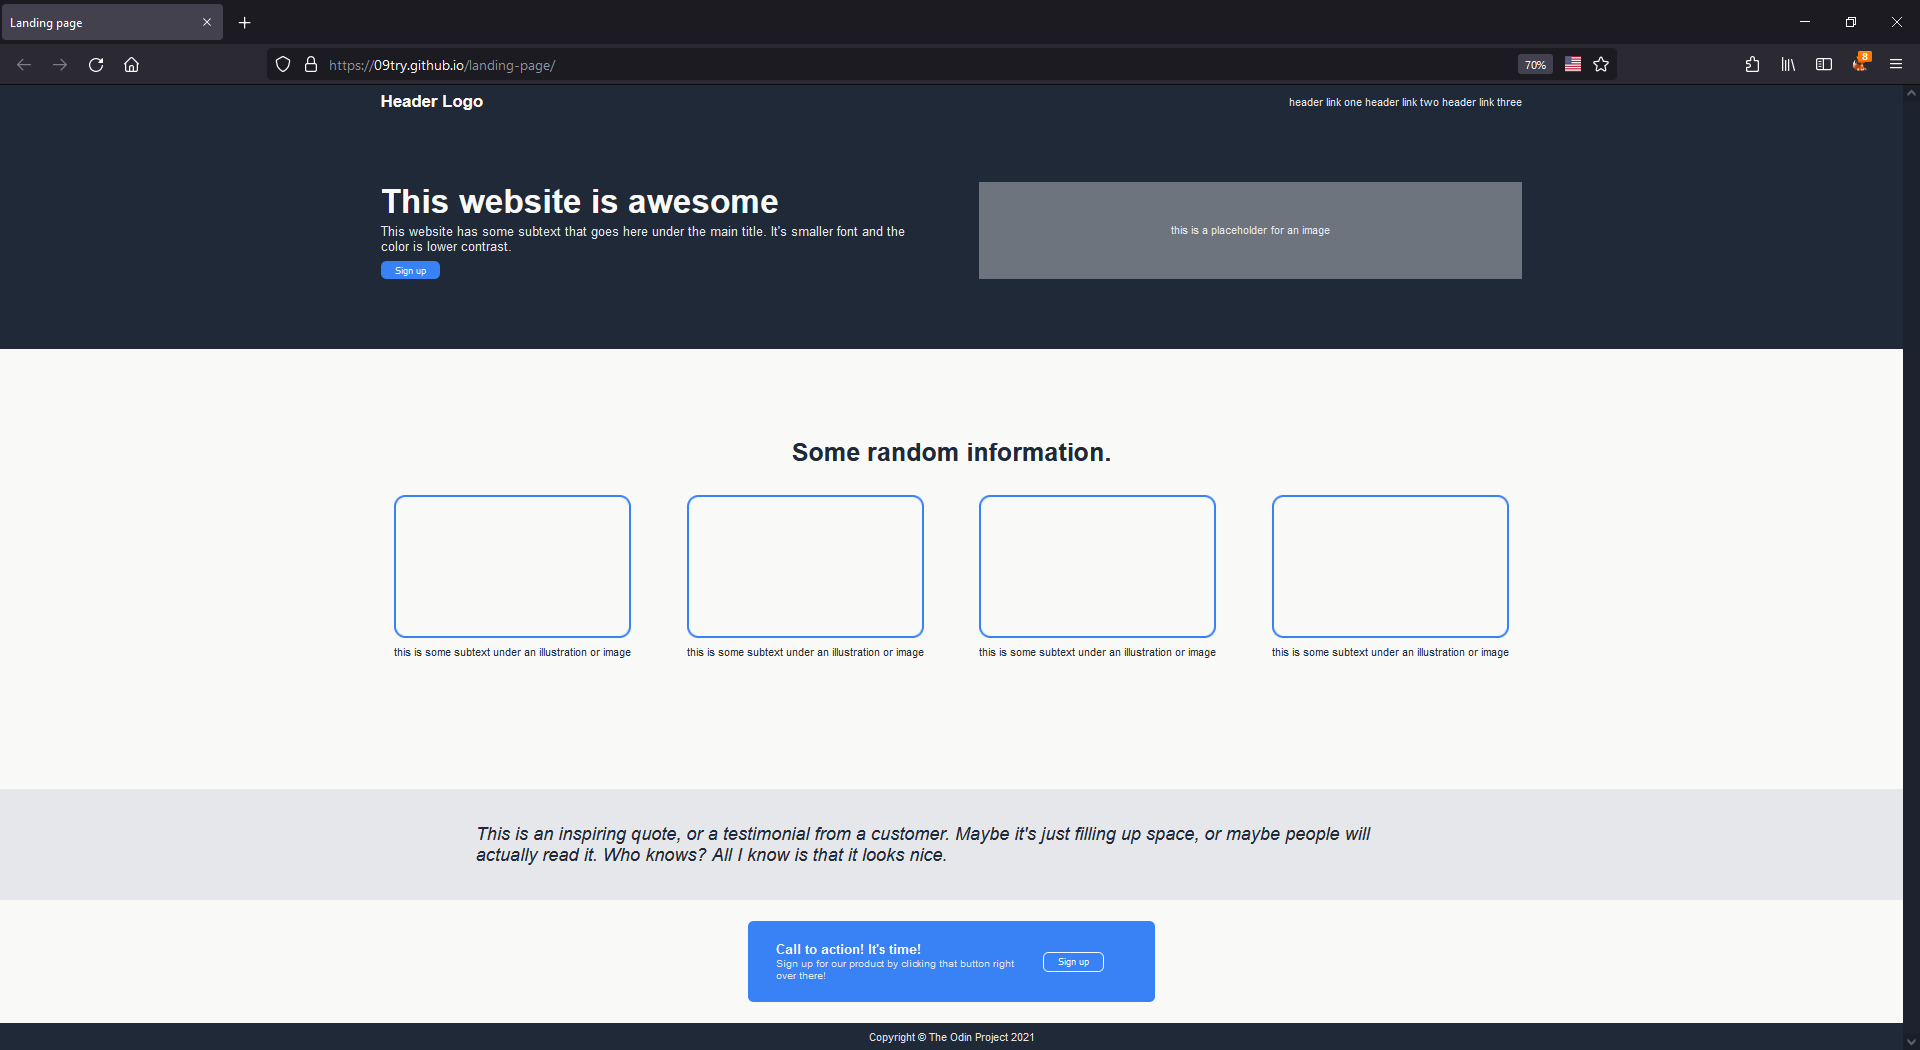 Landing page
https://09try.github.io/landing-page/
70%
8
Header Logo
header link one header link two header link three
This website is awesome
This website has some subtext that goes here under the main title. It's smaller font and the
color is lower contrast.
Sign up
this is a placeholder for an image
Some random information.
this is some subtext under an illustration or image
this is some subtext under an illustration or image
this is some subtext under an illustration or image
this is some subtext under an illustration or image
This is an inspiring quote, or a testimonial from a customer. Maybe it's just filling up space, or maybe people will
actually read it. Who knows? All I know is that it looks nice.
Call to action! It's time!
Sign up for our product by clicking that button right
over there!
Sign up
Copyright © The Odin Project 2021